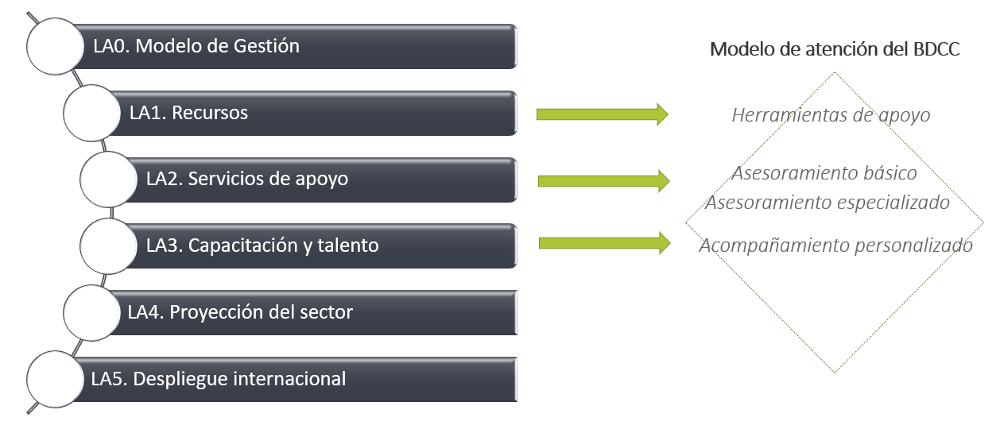 LA0. Modelo de Gestión
LA1. Recursos
LA2. Servicios de apoyo
LA3. Capacitación y talento
LA4. Proyección del sector
LA5. Despliegue internacional
Modelo de atención del BDCC
Herramientas de apoyo
Asesoramiento básico
Asesoramiento especializado
Acompañamiento personalizado